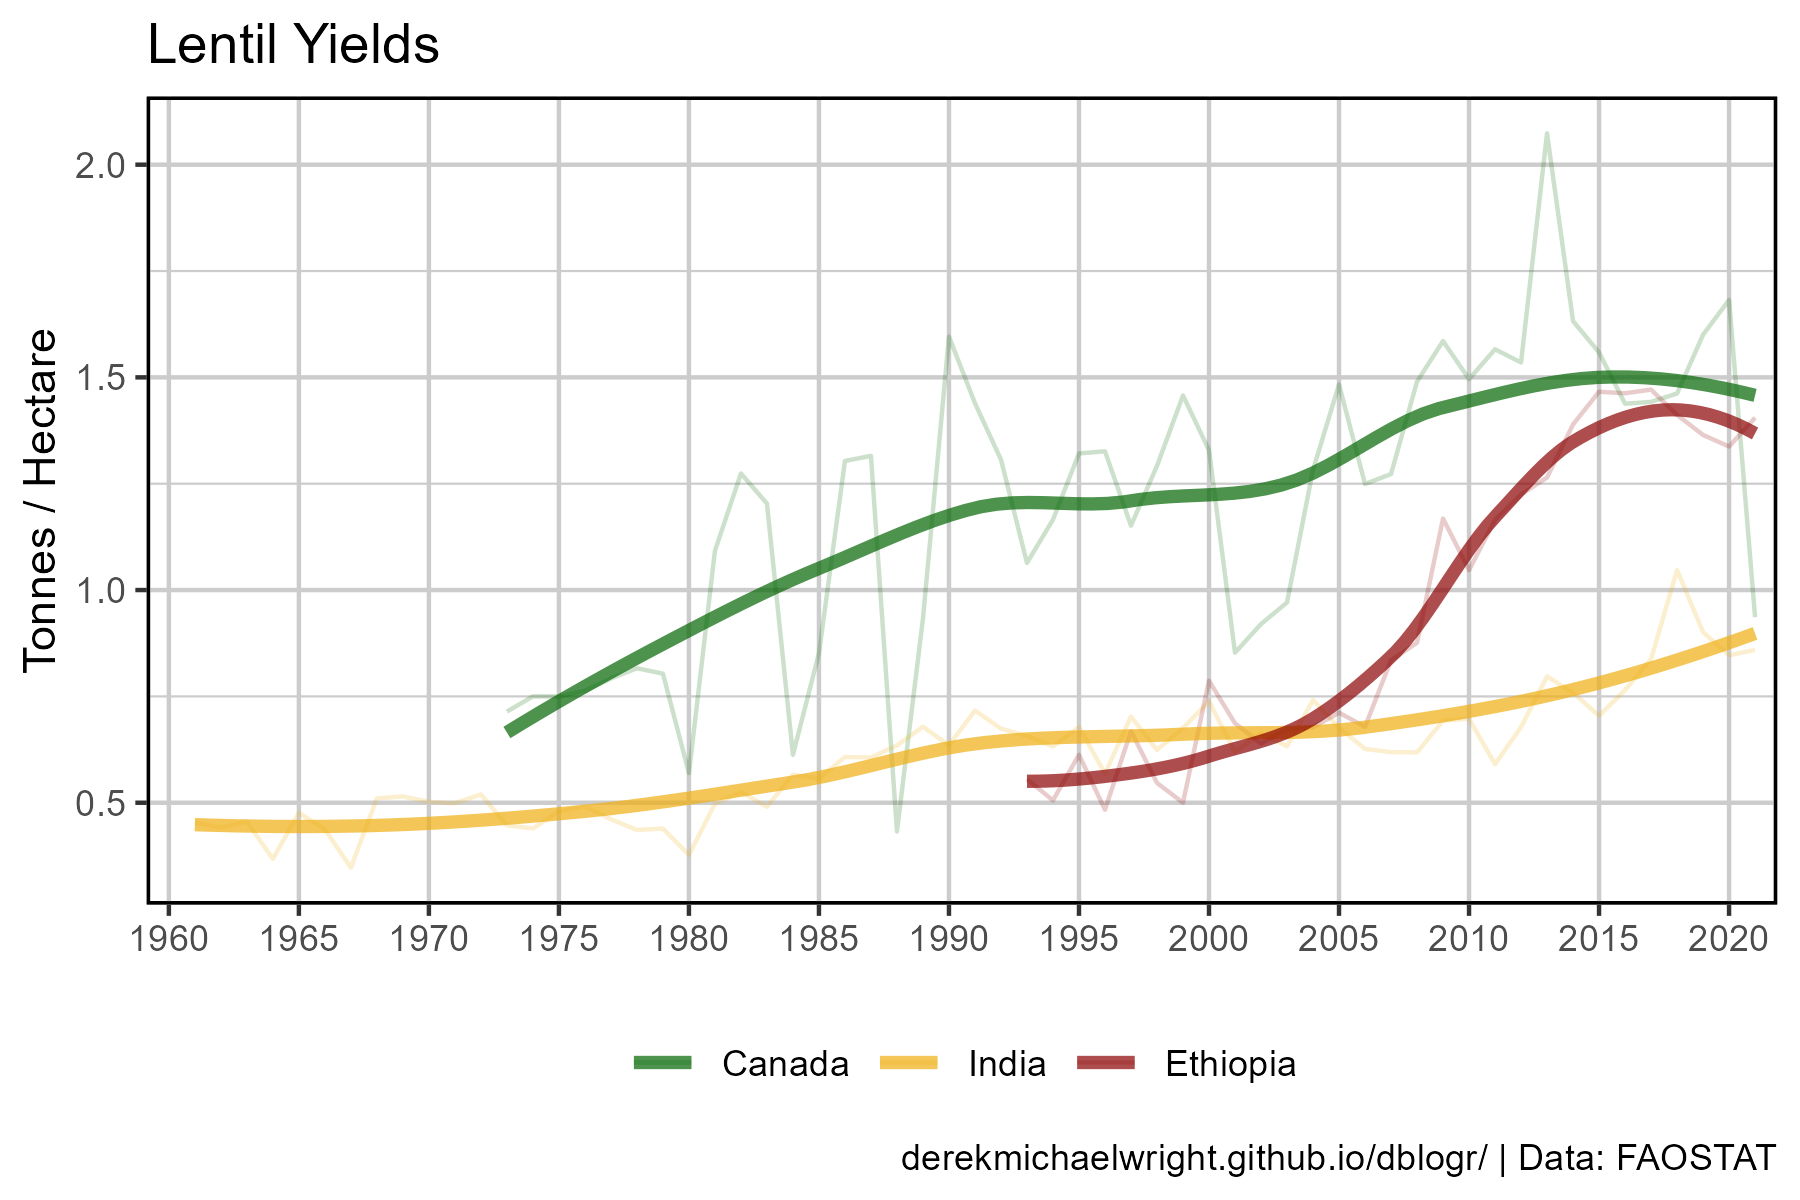 Lentil Yields
Tonnes / Hectare
2.0
1.5
1.0
0.5
1960 1965 1970 1975 1980 1985 1990 1995 2000 2005 2010 2015 2020
Canada India Ethiopia
derekmichaelwright.github.io/dblogr/ | Data: FAOSTAT